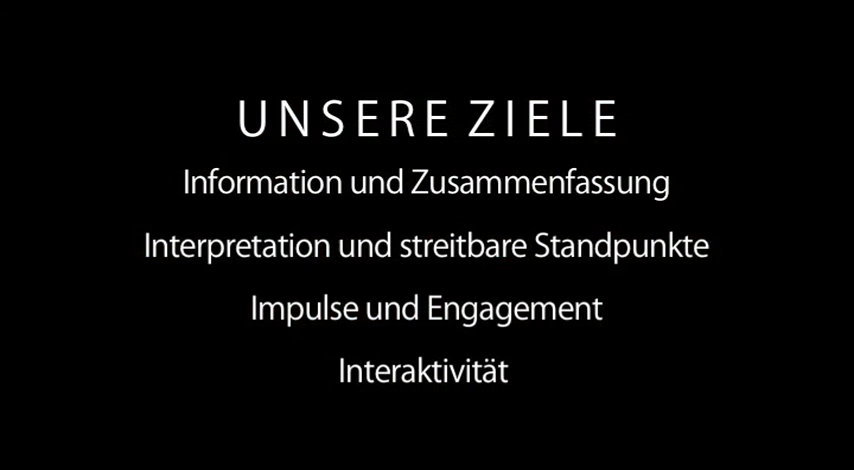 UNSERE ZIELE
Information und Zusammenfassung
Interpretation und streitbare Standpunkte
Impulse und Engagement
Interaktivität